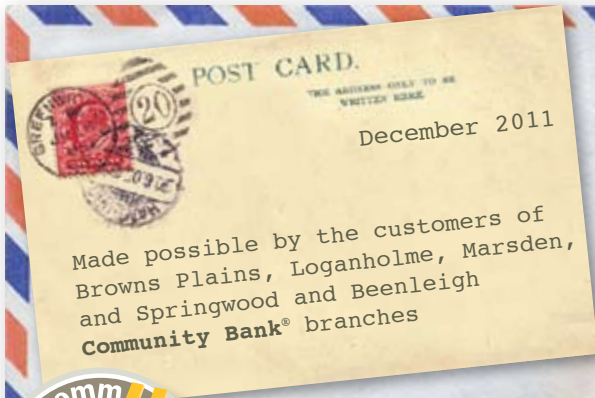 POST CARD.
THE ADDRESS ONLY TO BE
WRITTEN HERE
20
December 2011
Made possible by the customers of
Browns Plains, Loganholme, Marsden,
and Springwood and Beenleigh
Community Bank® branches
omm